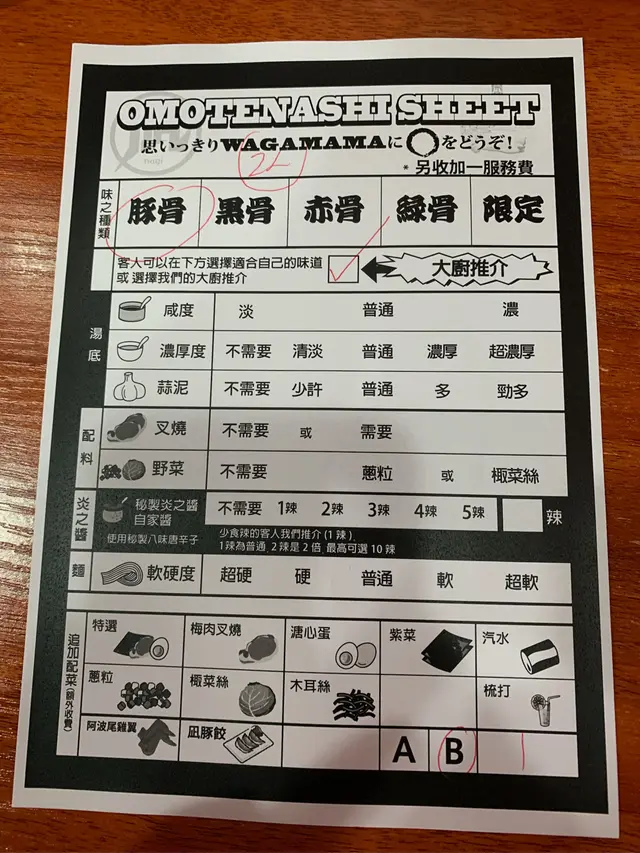 OMOTENASHI SHEET
思いっきりWAGAMAMAに〇をどうぞ!
* 另收加一服務費
味之種類 豚骨 黒骨 赤骨 緑骨 限定
客人可以在下方選擇適合自己的味道
或 選擇我們的大廚推介
大廚推介
湯底
咸度 淡 普通 濃
濃厚度 不需要 清淡 普通 濃厚 超濃厚
蒜泥 不需要 少許 普通 多 勁多
配料
叉燒 不需要 或 需要
野菜 不需要 蔥粒 或 椰菜絲
炎之醬
秘製炎之醬
自家醬
不需要 1辣 2辣 3辣 4辣 5辣 辣
使用秘製八味唐辛子
少食辣的客人我們推介 (1 辣)
1辣為普通 2 辣是 2 倍 最高可選 10 辣
麵 軟硬度 超硬 硬 普通 軟 超軟
追加配菜(額外收費)
特選 梅肉叉燒 溏心蛋 紫菜 汽水
蔥粒 椰菜絲 木耳絲 梳打
阿波尾雞翼 凪豚餃 A B 1